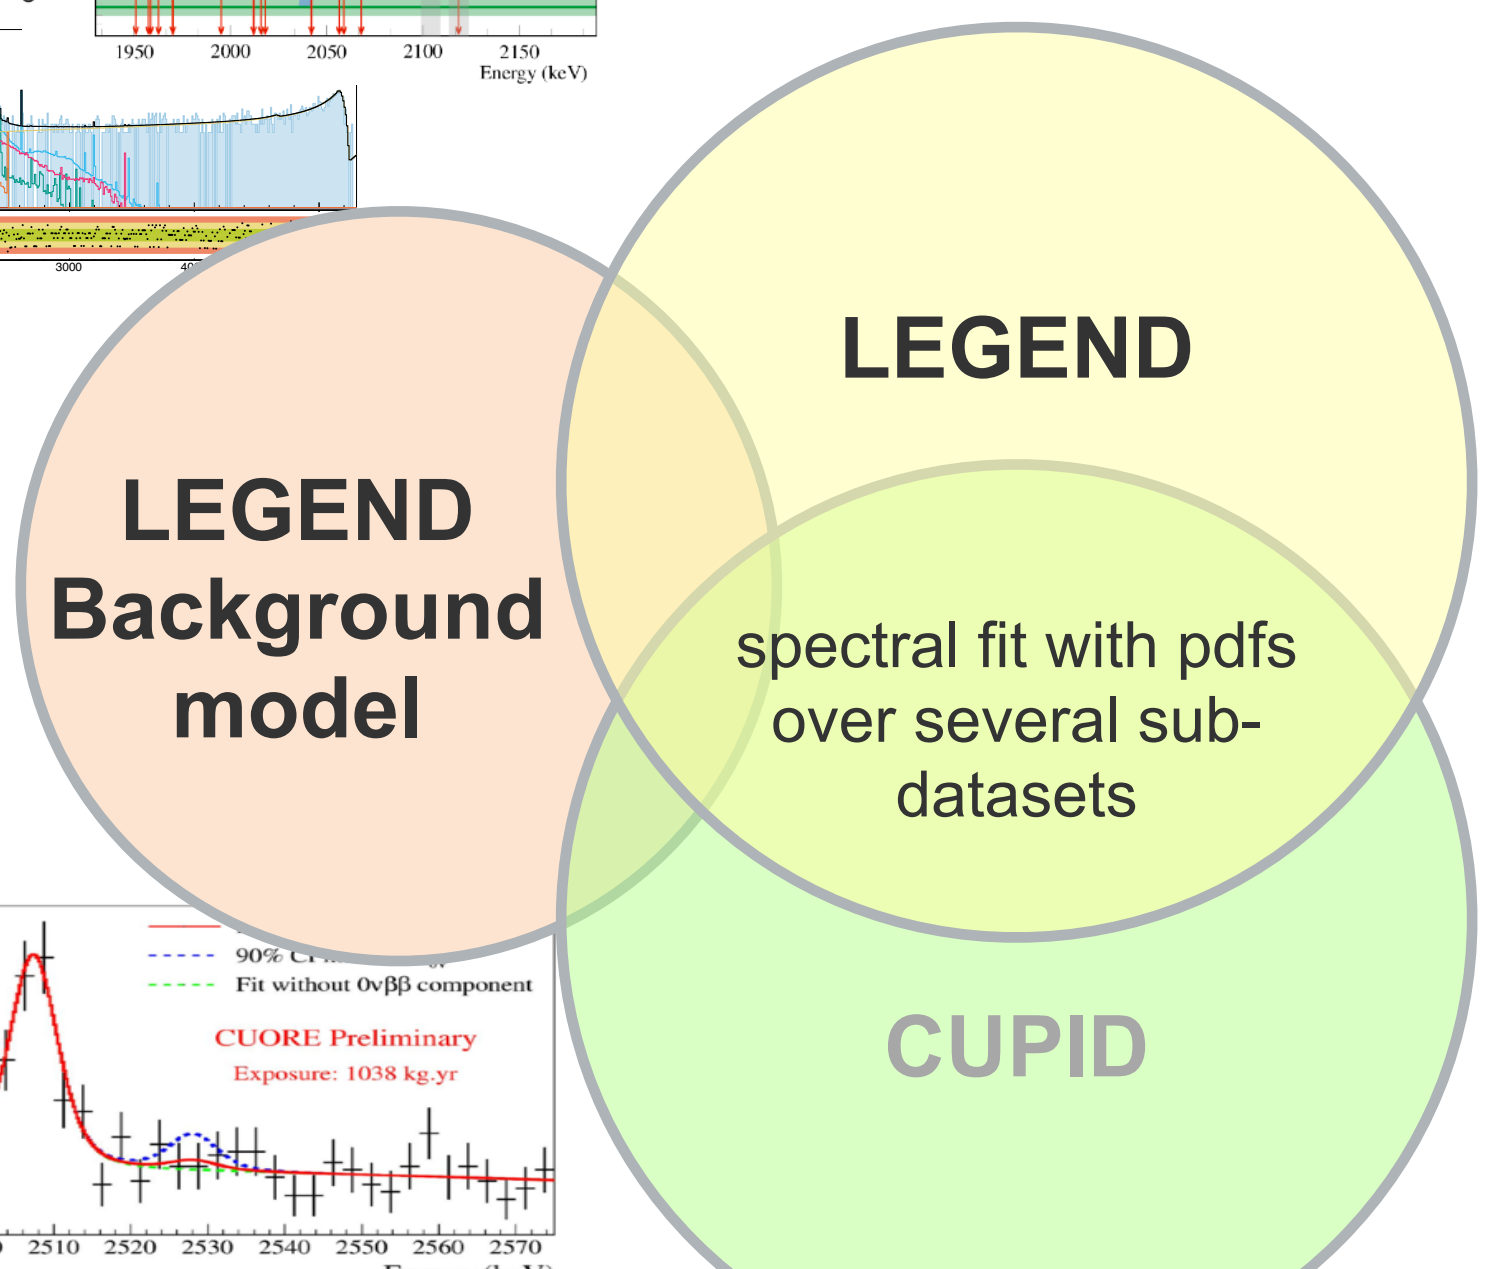 1950 2000 2050 2100 2150
Energy (keV)
3000
LEGEND
LEGEND
Background
model
spectral fit with pdfs
over several sub-
datasets
CUPID
90%
Fit without 0νββ component
CUORE Preliminary
Exposure: 1038 kg.yr
2510 2520 2530 2540 2550 2560 2570